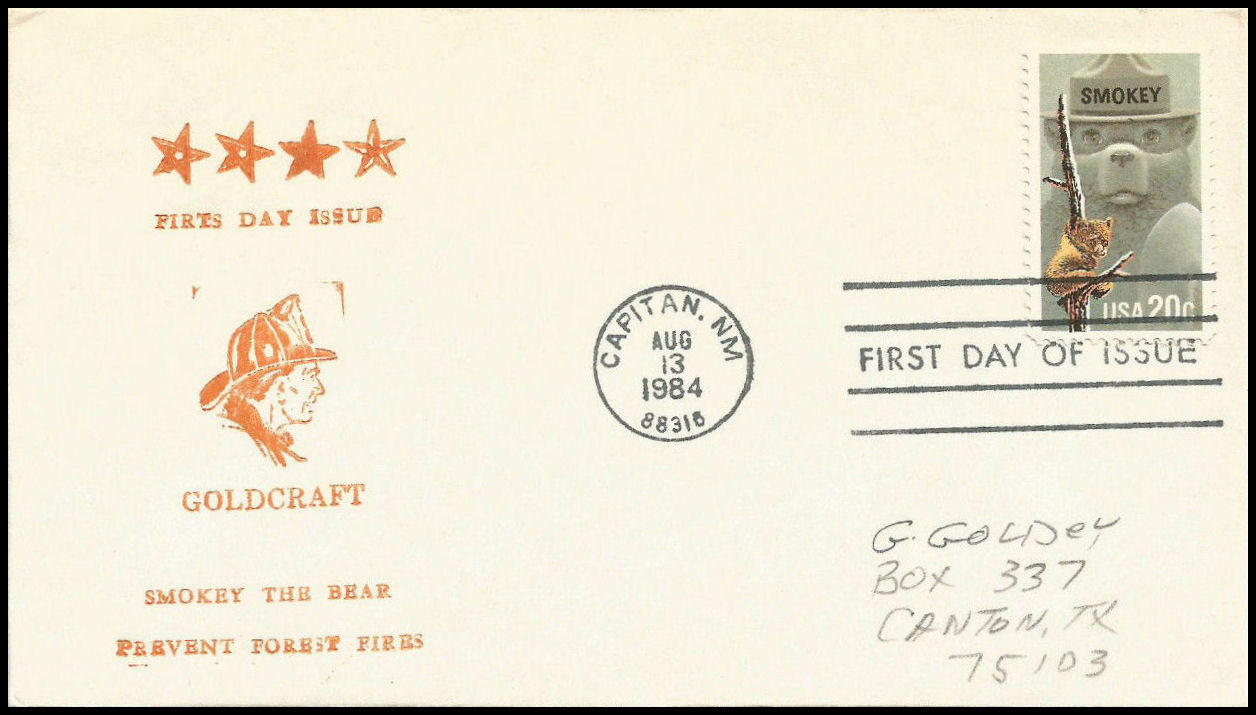 FIRTS DAY ISSUE
GOLDCRAFT
SMOKEY THE BEAR
PREVENT FOREST FIRES
CAPITAN, NM
AUG
13
1984
88316
SMOKEY
USA 20c
FIRST DAY OF ISSUE
G. GOLDEY
BOX 337
CANTON, TX
75103